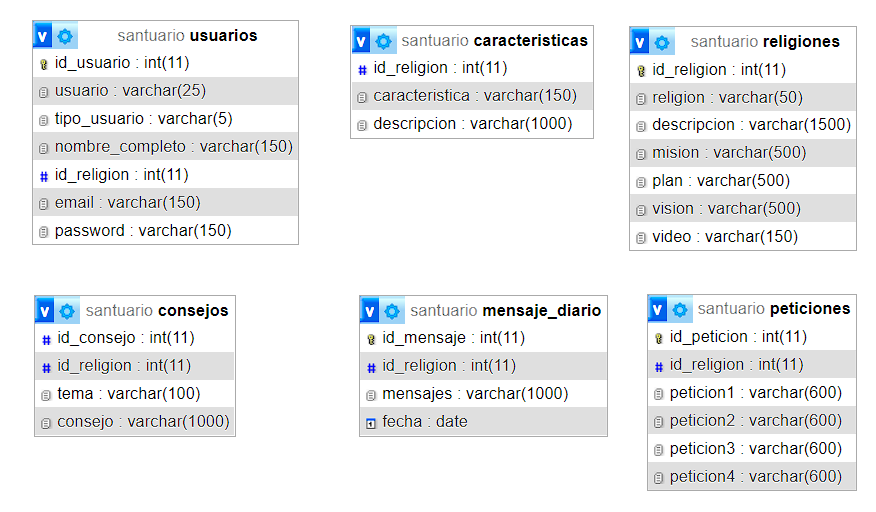 v santuario usuarios
id_usuario : int(11)
usuario : varchar(25)
tipo_usuario : varchar(5)
nombre_completo : varchar(150)
# id_religion : int(11)
email : varchar(150)
password : varchar(150)
v santuario caracteristicas
# id_religion : int(11)
caracteristica : varchar(150)
descripcion : varchar(1000)
v santuario religiones
id_religion : int(11)
religion : varchar(50)
descripcion : varchar(1500)
mision : varchar(500)
plan : varchar(500)
vision : varchar(500)
video : varchar(150)
v santuario consejos
# id_consejo : int(11)
# id_religion : int(11)
tema : varchar(100)
consejo : varchar(1000)
v santuario mensaje_diario
id_mensaje : int(11)
# id_religion : int(11)
mensajes : varchar(1000)
fecha : date
v santuario peticiones
id_peticion : int(11)
# id_religion : int(11)
peticion1 : varchar(600)
peticion2 : varchar(600)
peticion3 : varchar(600)
peticion4 : varchar(600)